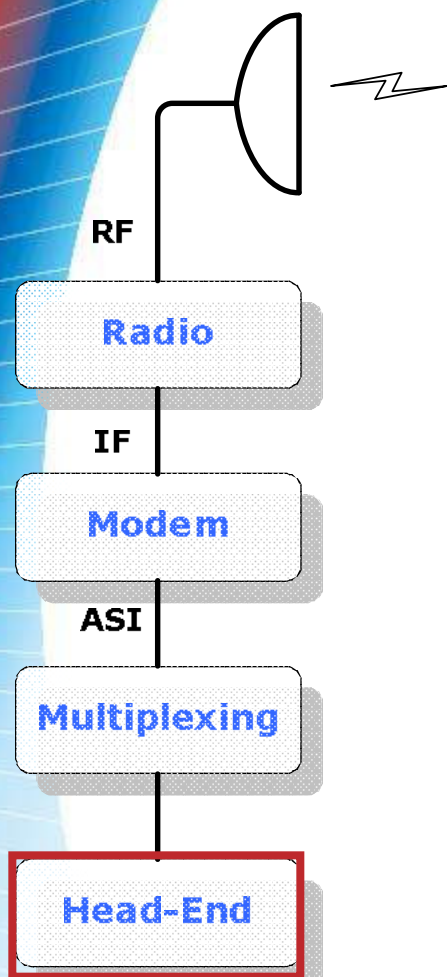 RF
Radio
IF
Modem
ASI
Multiplexing
Head-End